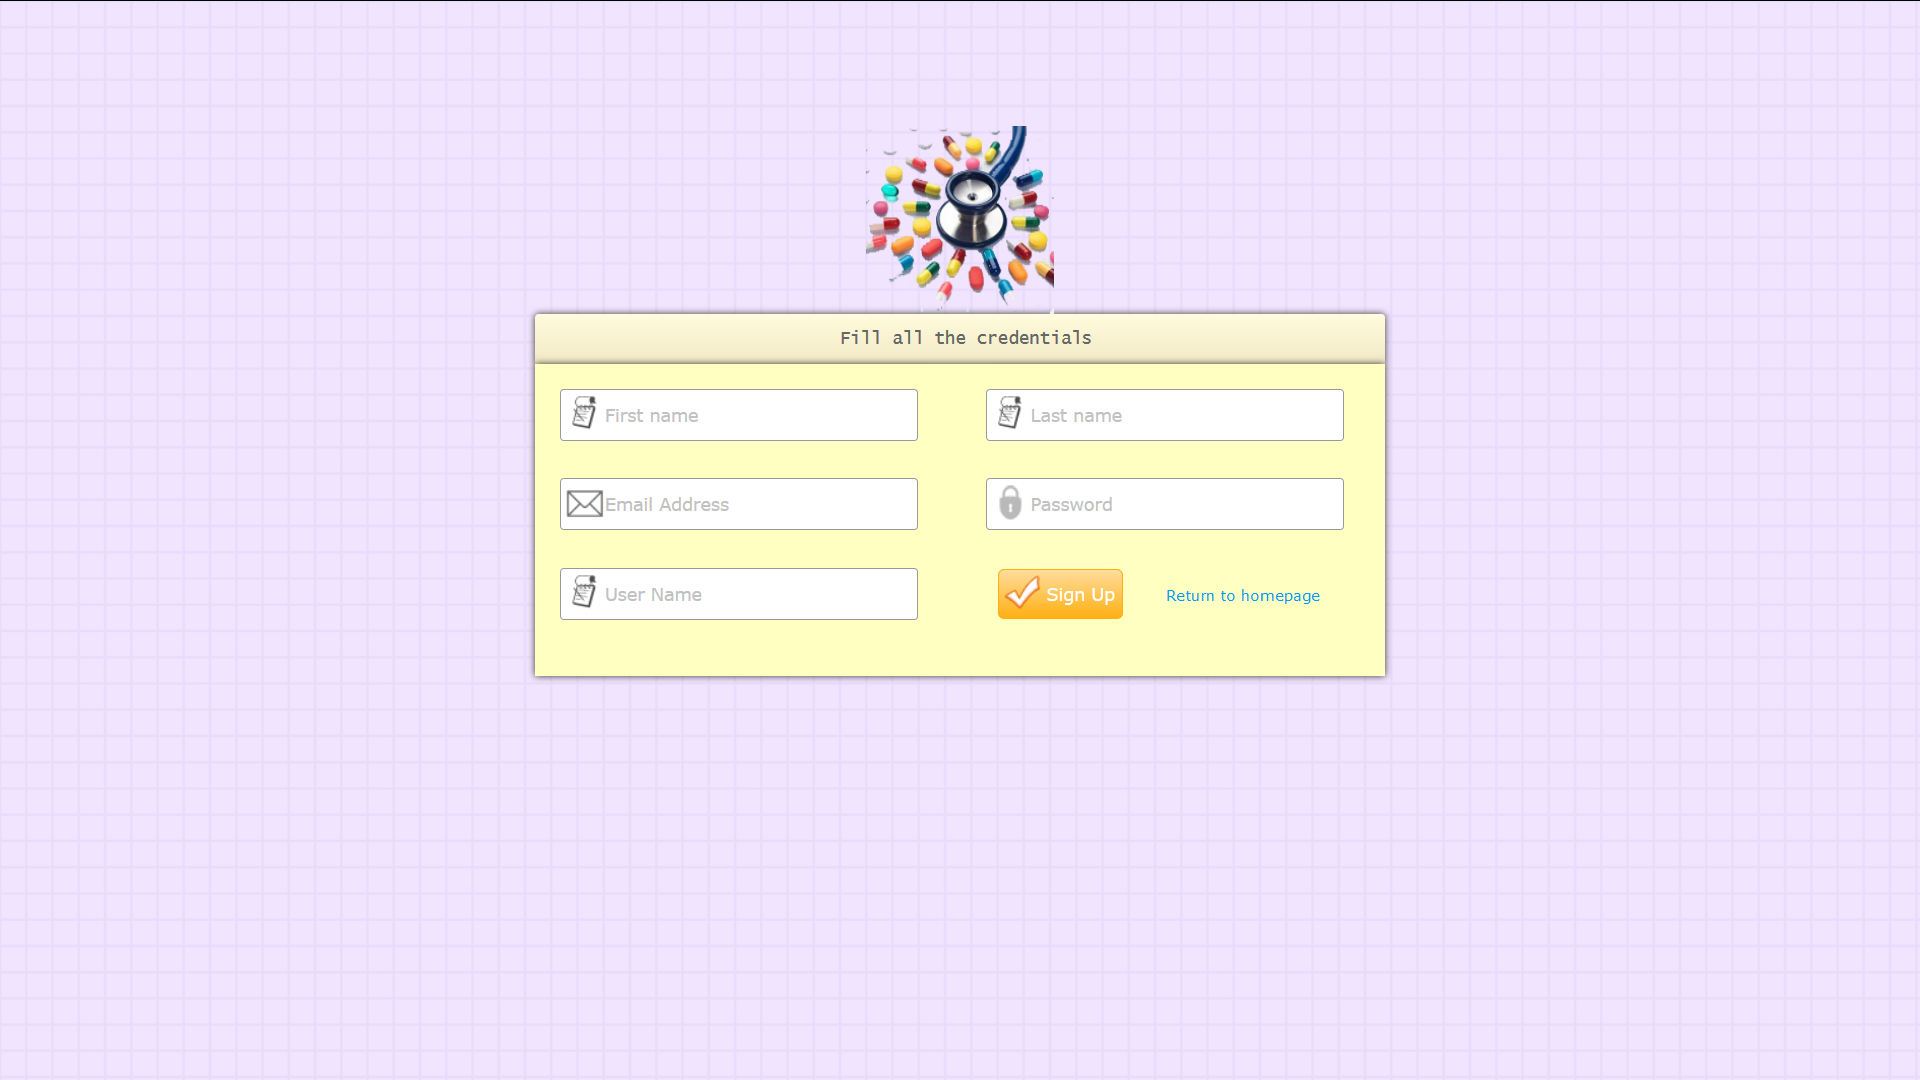 Fill all the credentials
First name
Last name
Email Address
Password
User Name
Sign Up
Return to homepage